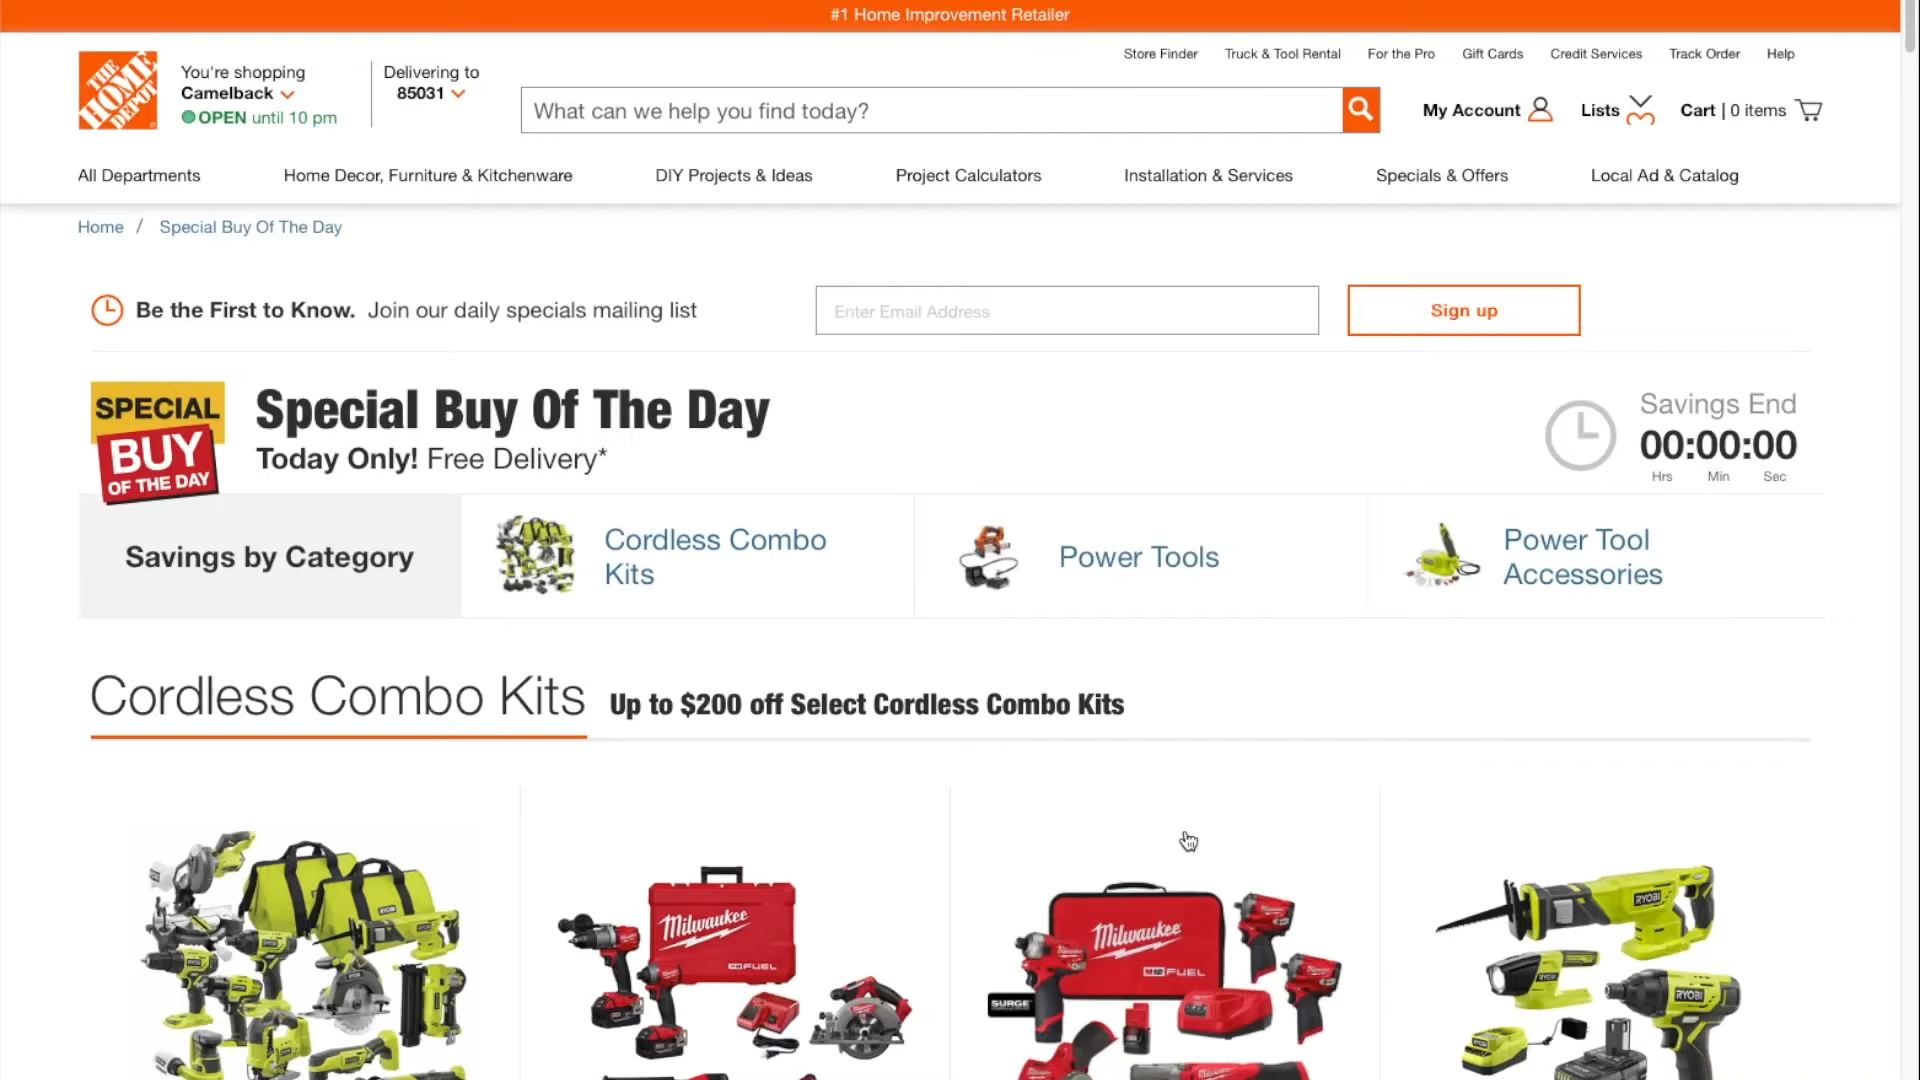 #1 Home Improvement Retailer
Store Finder
Truck & Tool Rental
For the Pro
Gift Cards
Credit Services
Track Order
Help
THE HOME DEPOT
You're shopping
Camelback
OPEN until 10 pm
Delivering to
85031
What can we help you find today?
My Account
Lists
Cart | 0 items
All Departments
Home Decor, Furniture & Kitchenware
DIY Projects & Ideas
Project Calculators
Installation & Services
Specials & Offers
Local Ad & Catalog
Home / Special Buy Of The Day
Be the First to Know. Join our daily specials mailing list
Enter Email Address
Sign up
SPECIAL
BUY
OF THE DAY
Special Buy Of The Day
Today Only! Free Delivery*
Savings End
00:00:00
Hrs Min Sec
Savings by Category
Cordless Combo
Kits
Power Tools
Power Tool
Accessories
Cordless Combo Kits
Up to $200 off Select Cordless Combo Kits
RYOBI
Milwaukee
FUEL
Milwaukee
M12 FUEL
SURGE
RYOBI
RYOBI